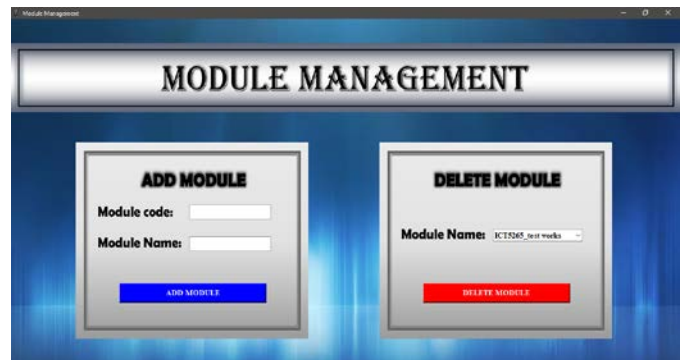 Module Management
MODULE MANAGEMENT
ADD MODULE
Module code:
Module Name:
ADD MODULE
DELETE MODULE
Module Name: ICT5265_test works
DELETE MODULE